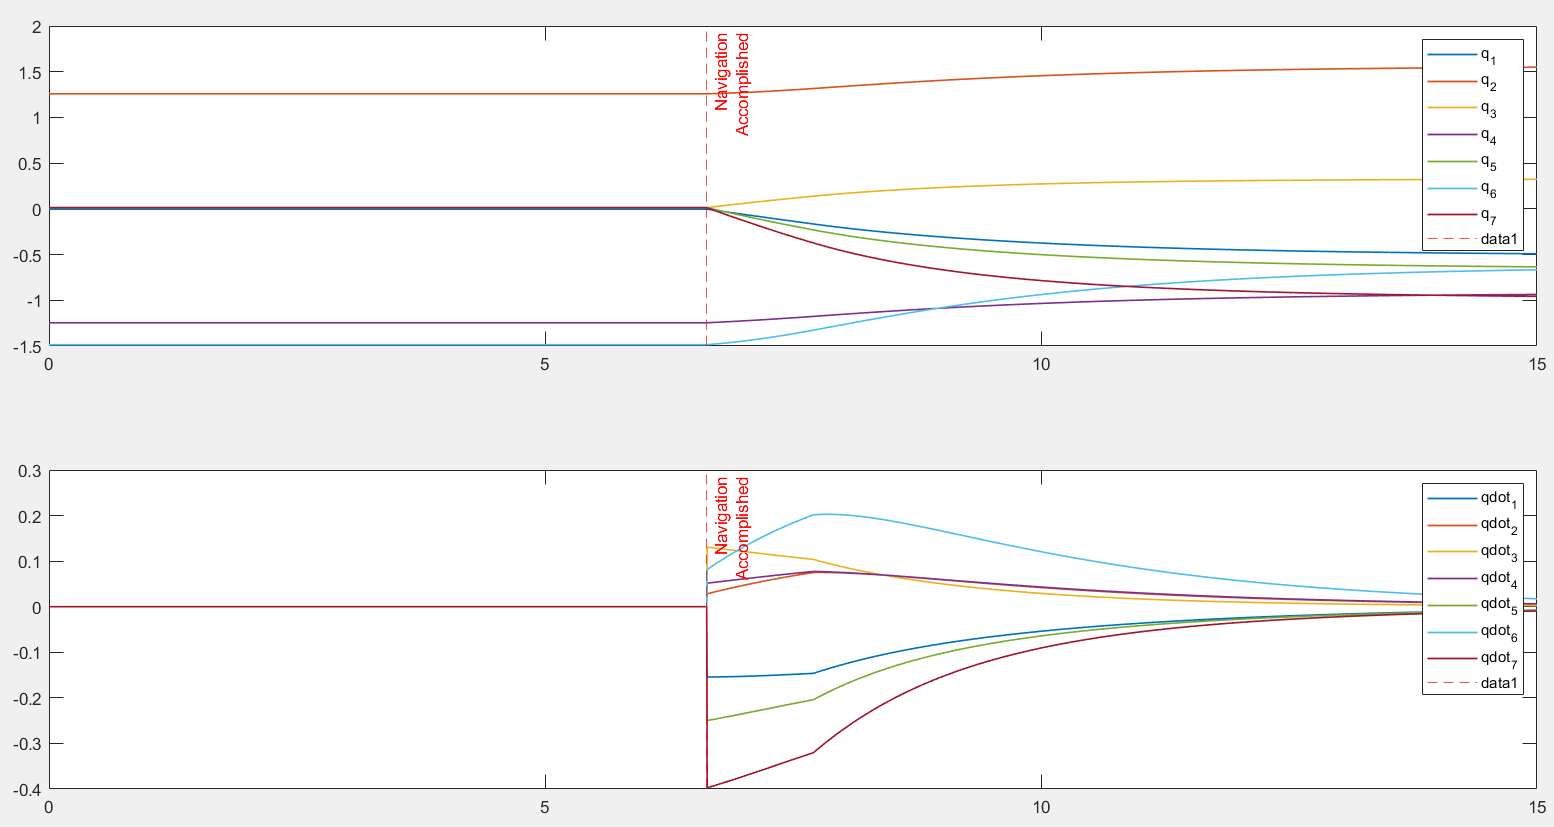 2
1.5
1
0.5
0
-0.5
-1
-1.5
0
5
10
15
Navigation
Accomplished
q1
q2
q3
q4
q5
q6
q7
data1
0.3
0.2
0.1
0
-0.1
-0.2
-0.3
-0.4
0
5
10
15
Navigation
Accomplished
qdot1
qdot2
qdot3
qdot4
qdot5
qdot6
qdot7
data1